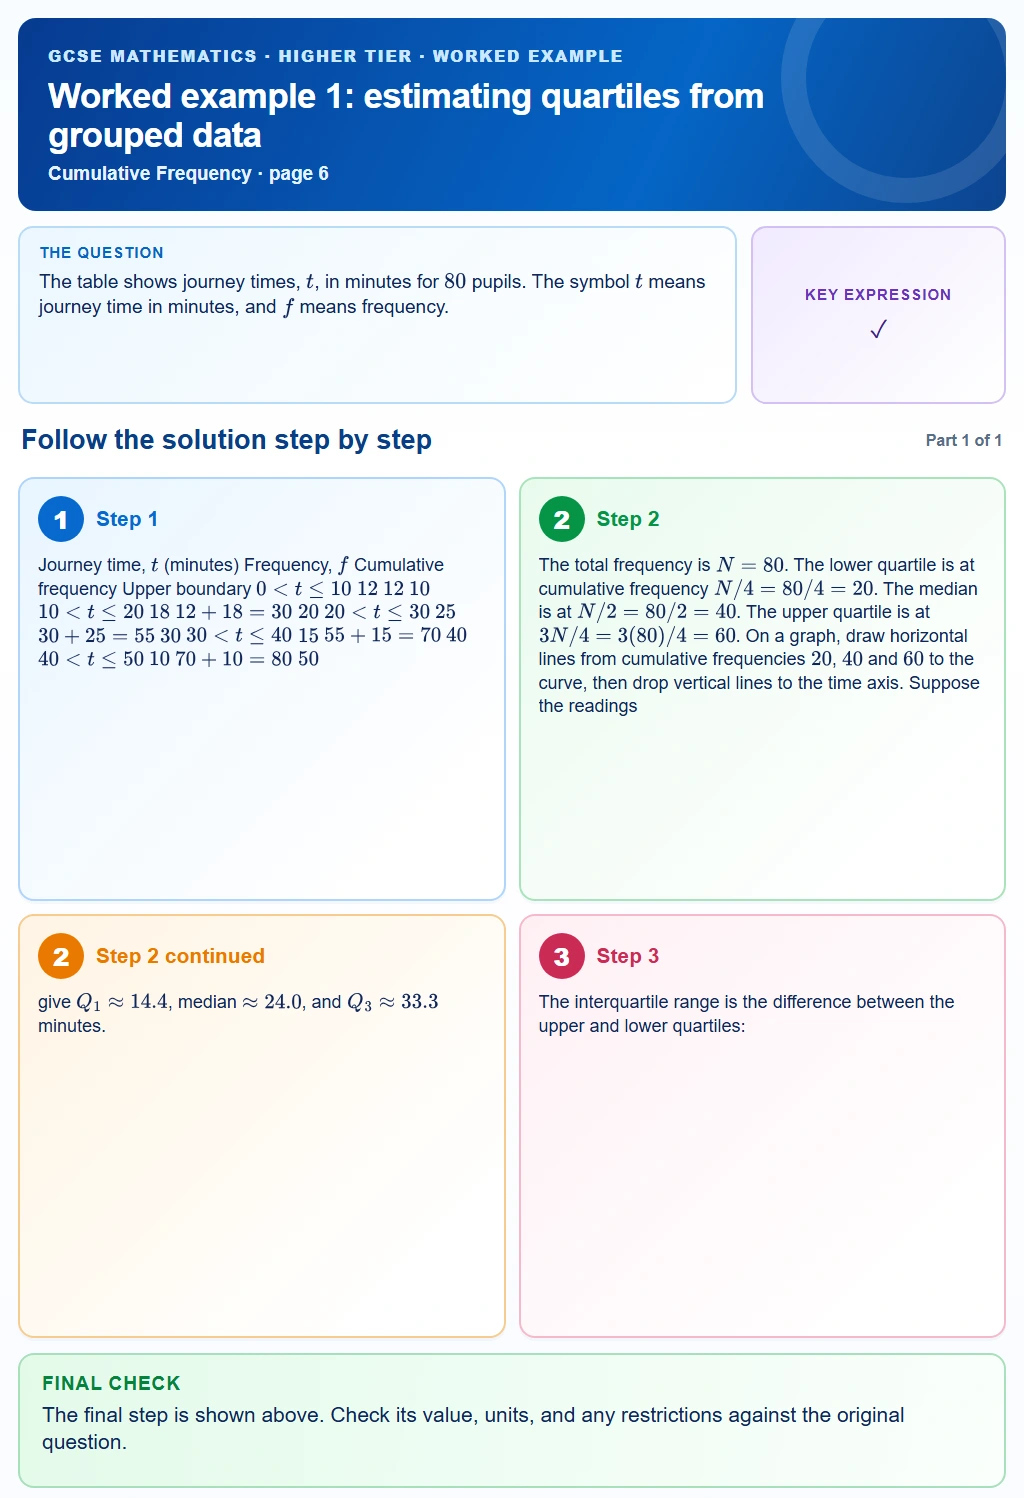 GCSE MATHEMATICS · HIGHER TIER · WORKED EXAMPLE
Worked example 1: estimating quartiles from
grouped data
Cumulative Frequency · page 6
THE QUESTION
The table shows journey times, t, in minutes for 80 pupils. The symbol t means
journey time in minutes, and f means frequency.
KEY EXPRESSION
✓
Follow the solution step by step
Part 1 of 1
1 Step 1
Journey time, t (minutes) Frequency, f Cumulative
frequency Upper boundary 0 < t ≤ 10 12 12 10
10 < t ≤ 20 18 12 + 18 = 30 20 20 < t ≤ 30 25
30 + 25 = 55 30 30 < t ≤ 40 15 55 + 15 = 70 40
40 < t ≤ 50 10 70 + 10 = 80 50
2 Step 2
The total frequency is N = 80. The lower quartile is at
cumulative frequency N/4 = 80/4 = 20. The median
is at N/2 = 80/2 = 40. The upper quartile is at
3N/4 = 3(80)/4 = 60. On a graph, draw horizontal
lines from cumulative frequencies 20, 40 and 60 to the
curve, then drop vertical lines to the time axis. Suppose
the readings
2 Step 2 continued
give Q₁ ≈ 14.4, median ≈ 24.0, and Q₃ ≈ 33.3
minutes.
3 Step 3
The interquartile range is the difference between the
upper and lower quartiles:
FINAL CHECK
The final step is shown above. Check its value, units, and any restrictions against the original
question.